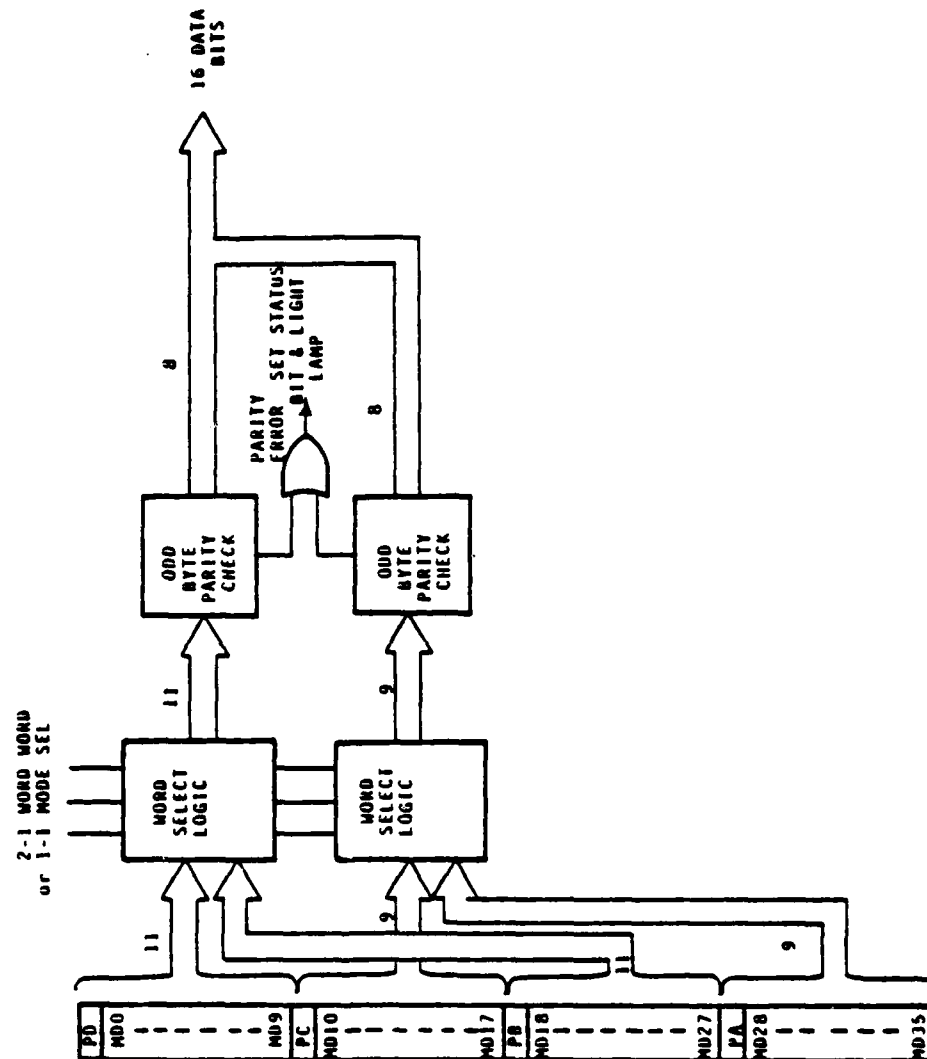 2-1 WORD WORD
or 1-1 MODE SEL
16 DATA
BITS
PD
MD0
MD9
PC
MD10
MD17
PB
MD18
MD27
PA
MD28
MD35
11
9
11
9
WORD
SELECT
LOGIC
WORD
SELECT
LOGIC
11
9
ODD
BYTE
PARITY
CHECK
ODD
BYTE
PARITY
CHECK
8
8
PARITY
ERROR
SET STATUS
BIT & LIGHT
LAMP